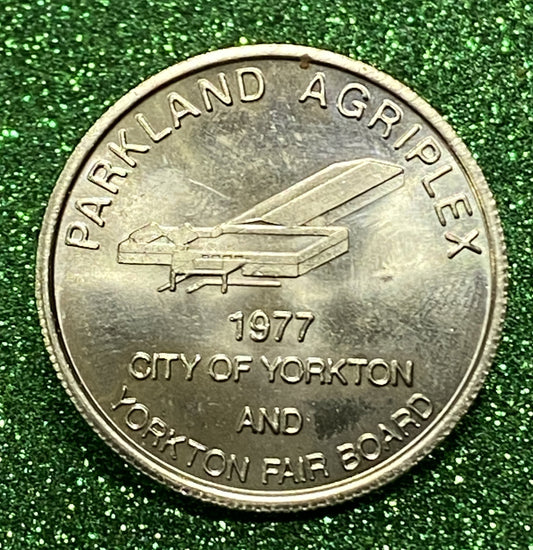 PARKLAND AGRIPLEX
1977
CITY OF YORKTON
AND
YORKTON FAIR BOARD